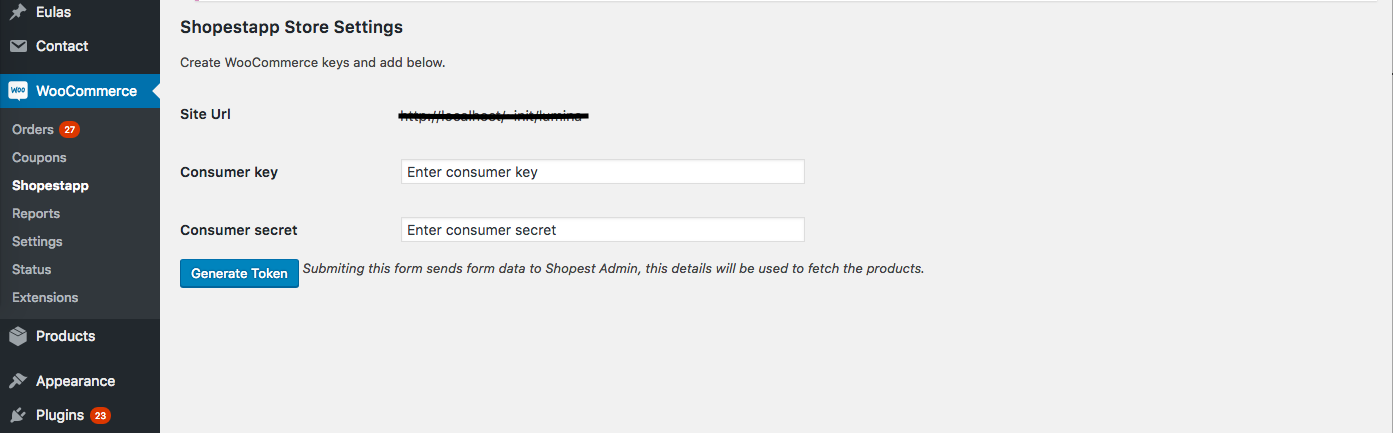 Eulas
Contact
WooCommerce
Orders 27
Coupons
Shopestapp
Reports
Settings
Status
Extensions
Products
Appearance
Plugins 23
Shopestapp Store Settings
Create WooCommerce keys and add below.
Site Url
Consumer key Enter consumer key
Consumer secret Enter consumer secret
Generate Token Submiting this form sends form data to Shopest Admin, this details will be used to fetch the products.